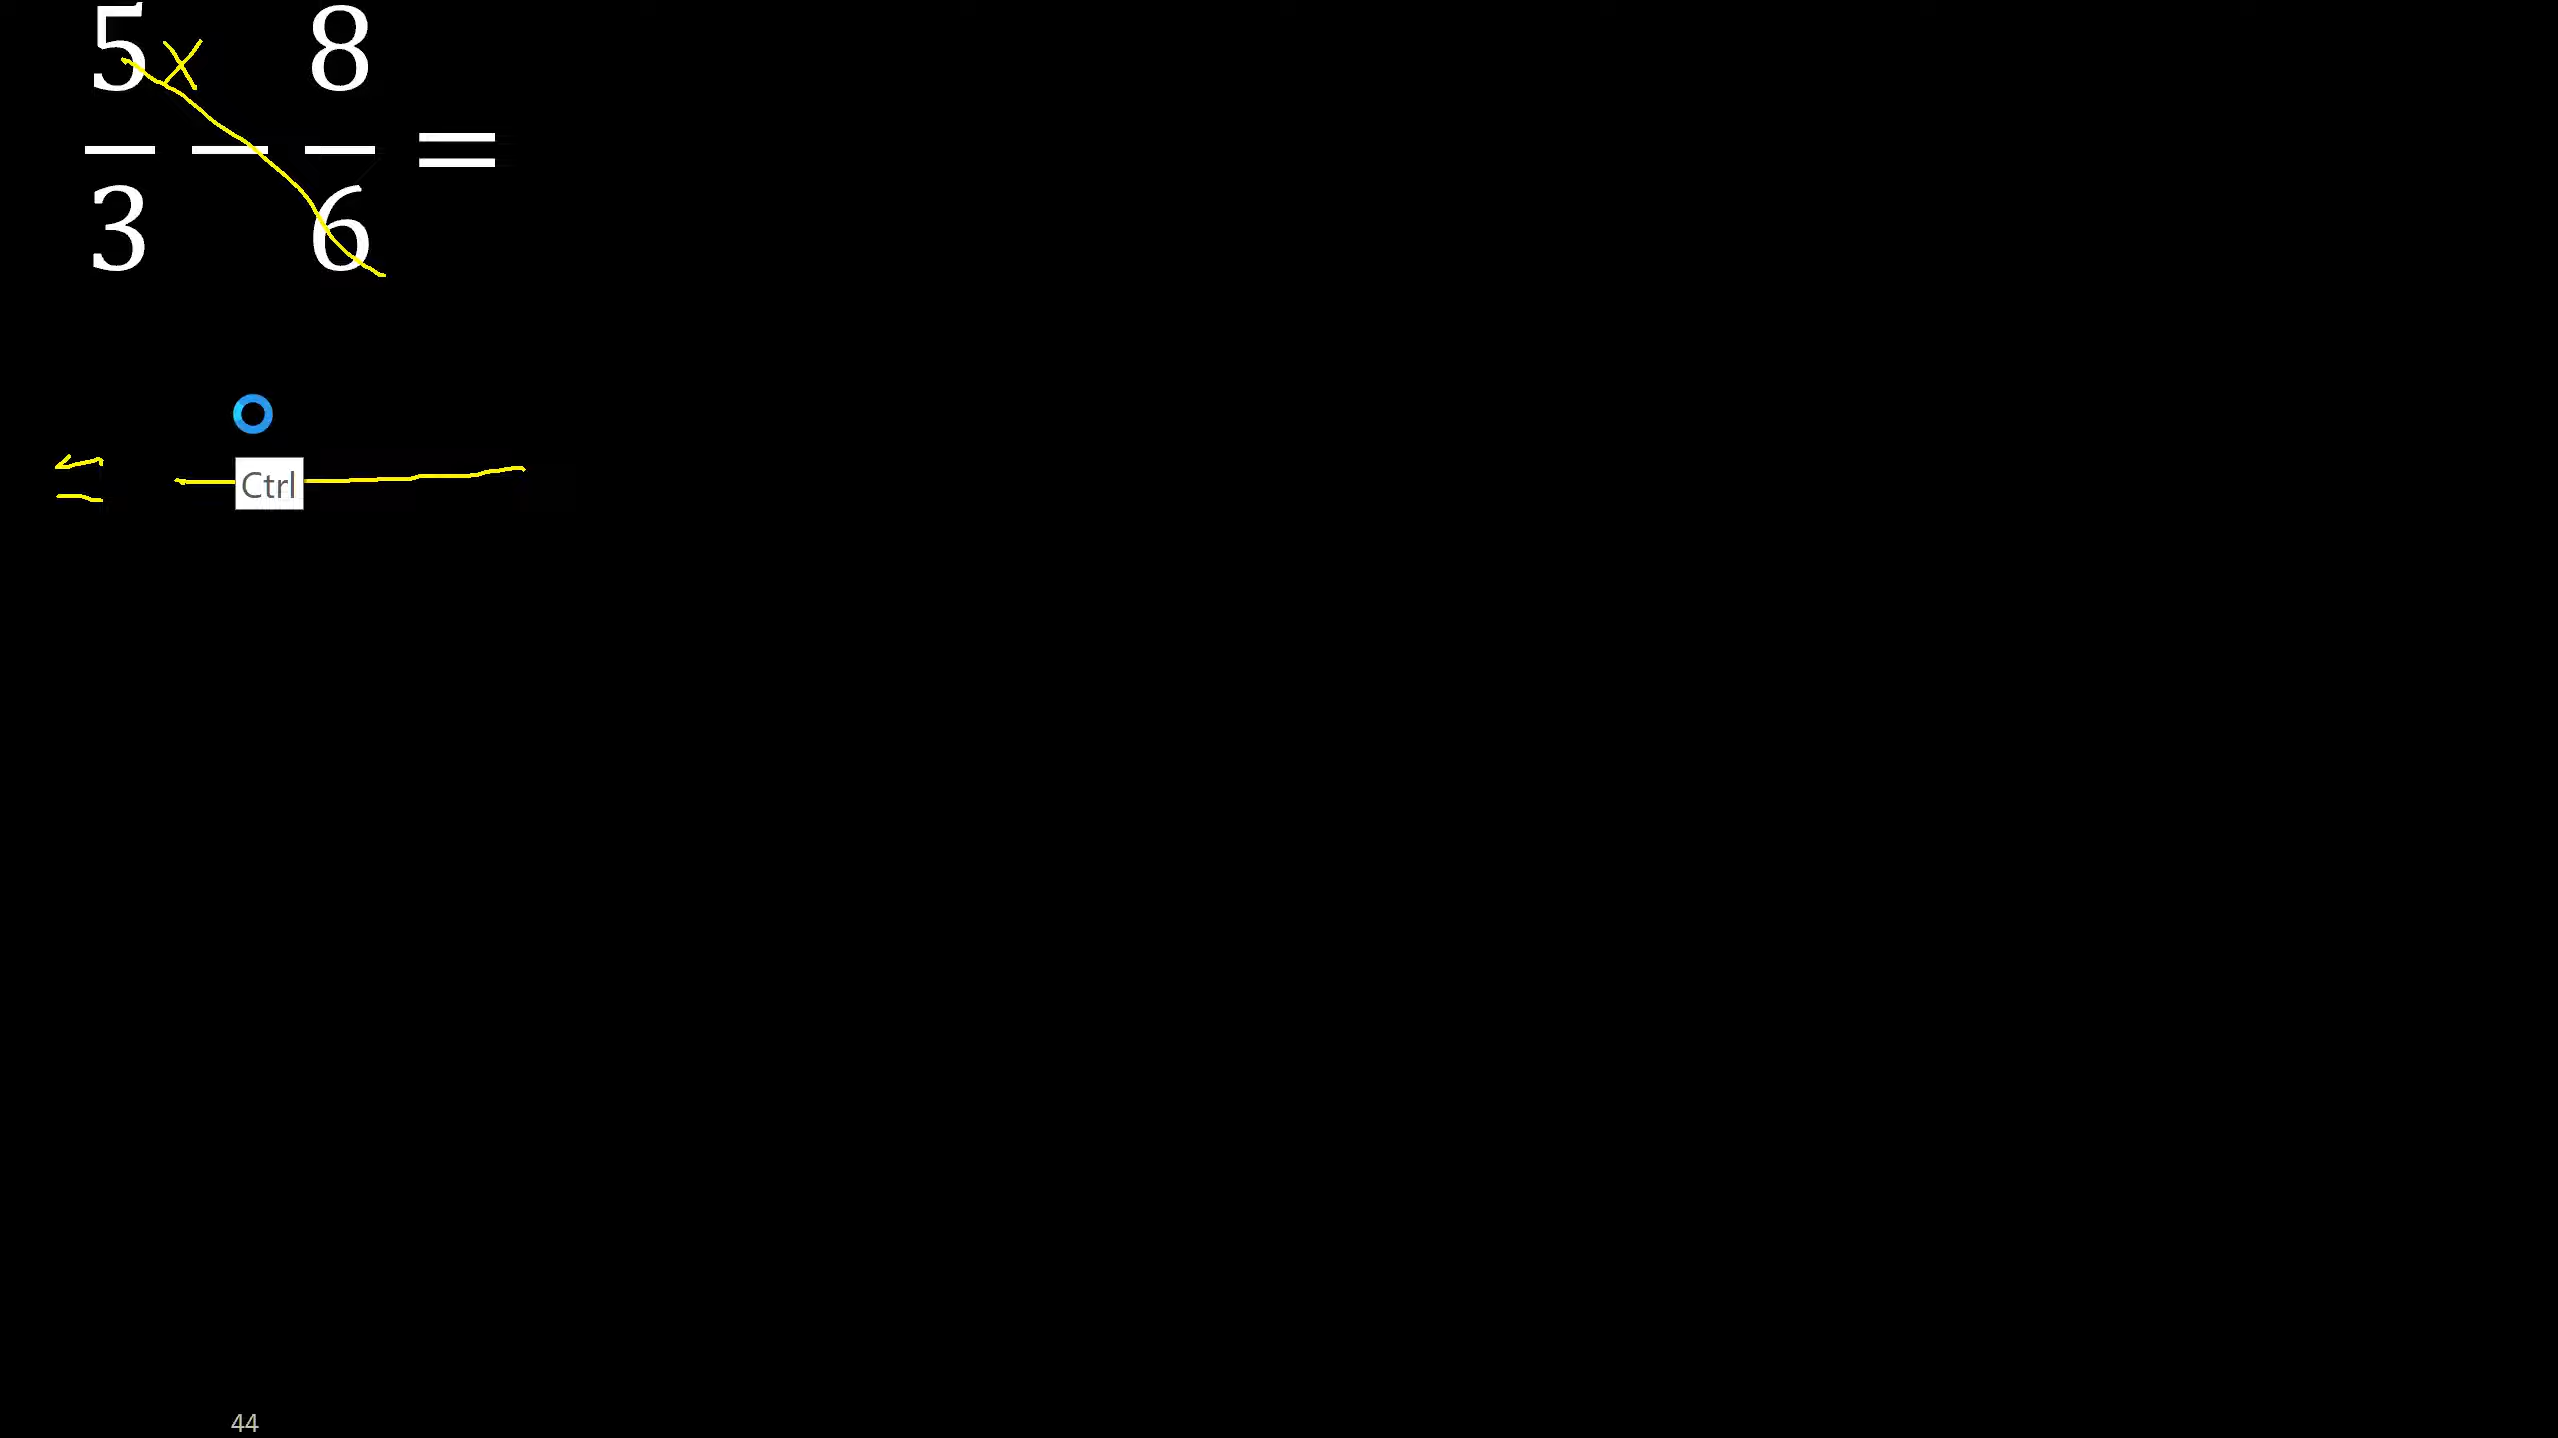 5 x 8
— — — =
3 6
=
Ctrl
44